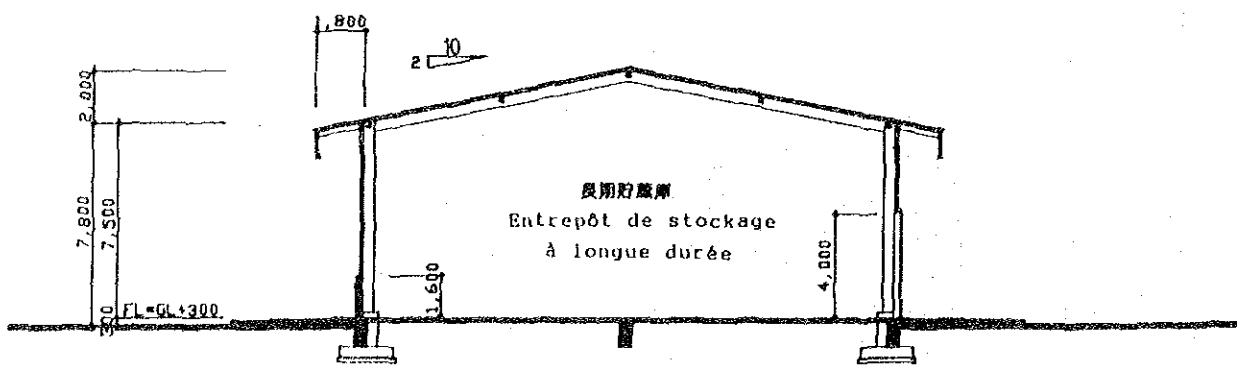 ,800
10
2
2,000
長期貯蔵庫
Entrepôt de stockage
à longue durée
7,800
7,500
1,600
4,000
300
FL=GL+300